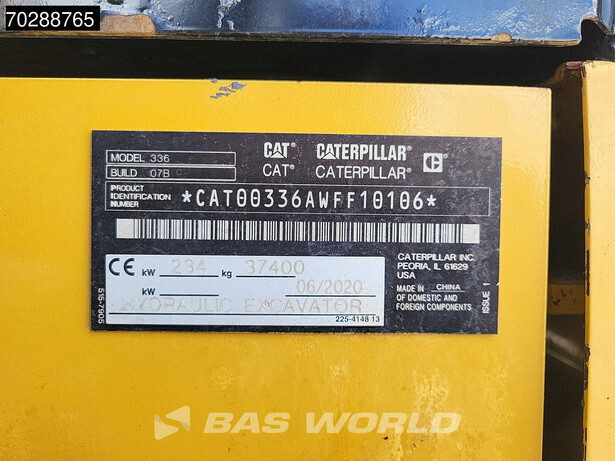 70288765
CAT® CATERPILLAR®
CAT® CATERPILLAR®
MODEL 336
BUILD 07B
PRODUCT IDENTIFICATION NUMBER *CAT00336AWFF10106*
CE kW 234 kg 37400
kW 06/2020
HYDRAULIC EXCAVATOR
225-4148 13
515-7905
CATERPILLAR INC.
PEORIA, IL 61629
USA
MADE IN CHINA
OF DOMESTIC AND
FOREIGN COMPONENTS
ISSUE 1
BAS WORLD